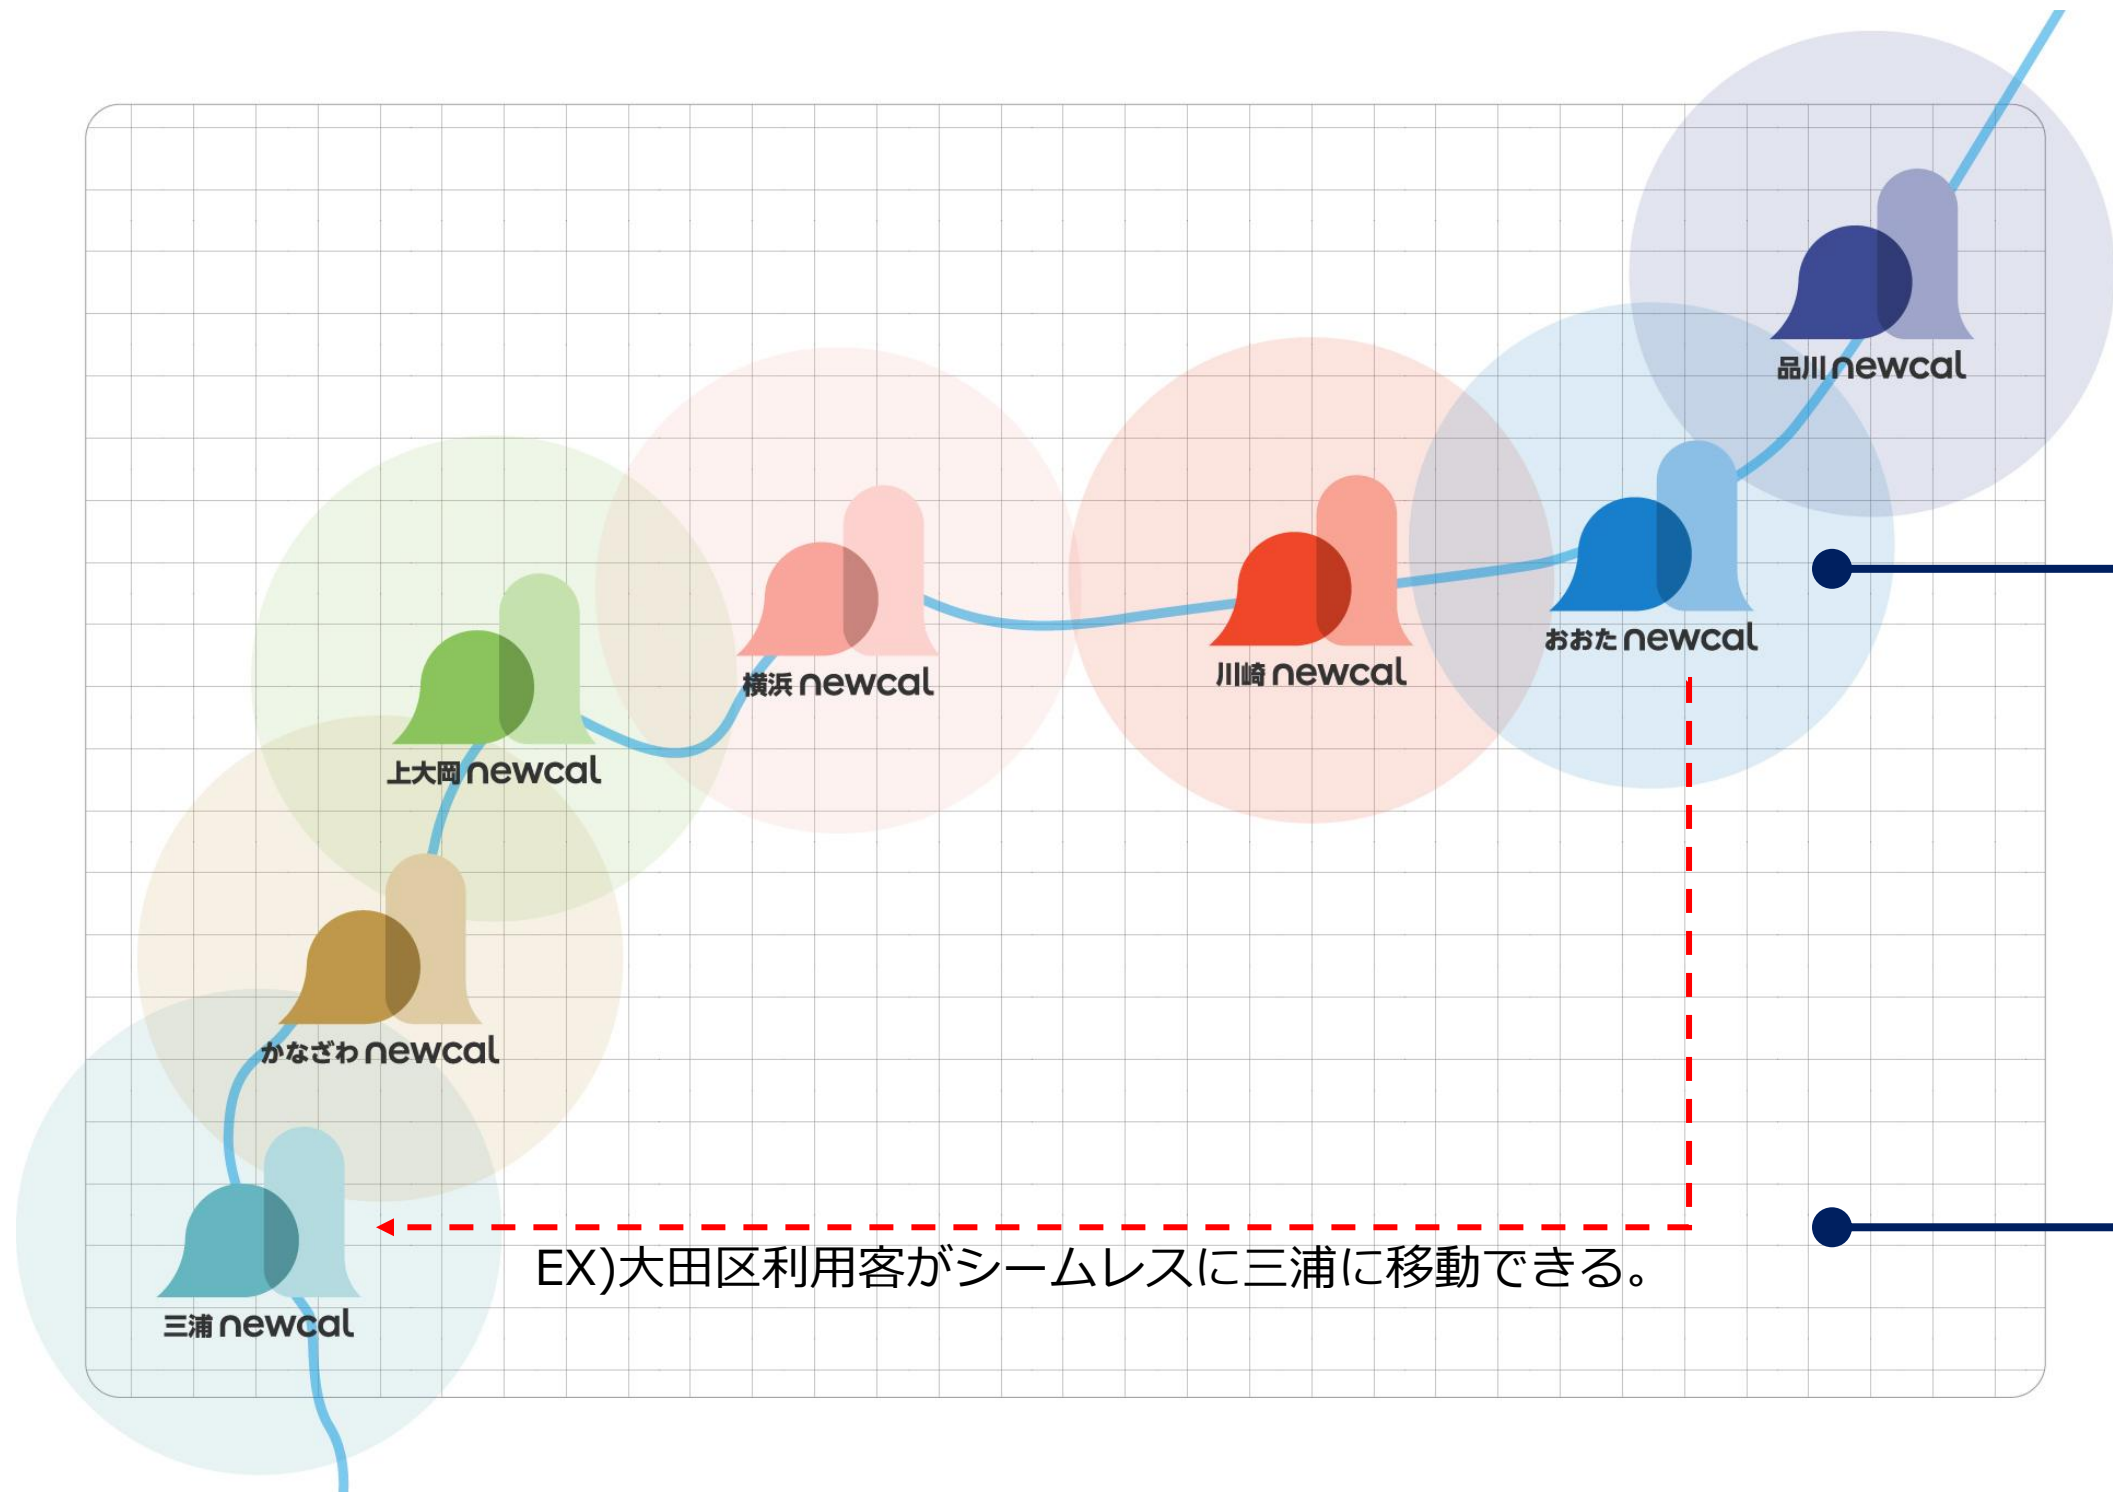 品川 newcal
おおた newcal
川崎 newcal
横浜 newcal
上大岡 newcal
かなざわ newcal
三浦 newcal
EX)大田区利用客がシームレスに三浦に移動できる。